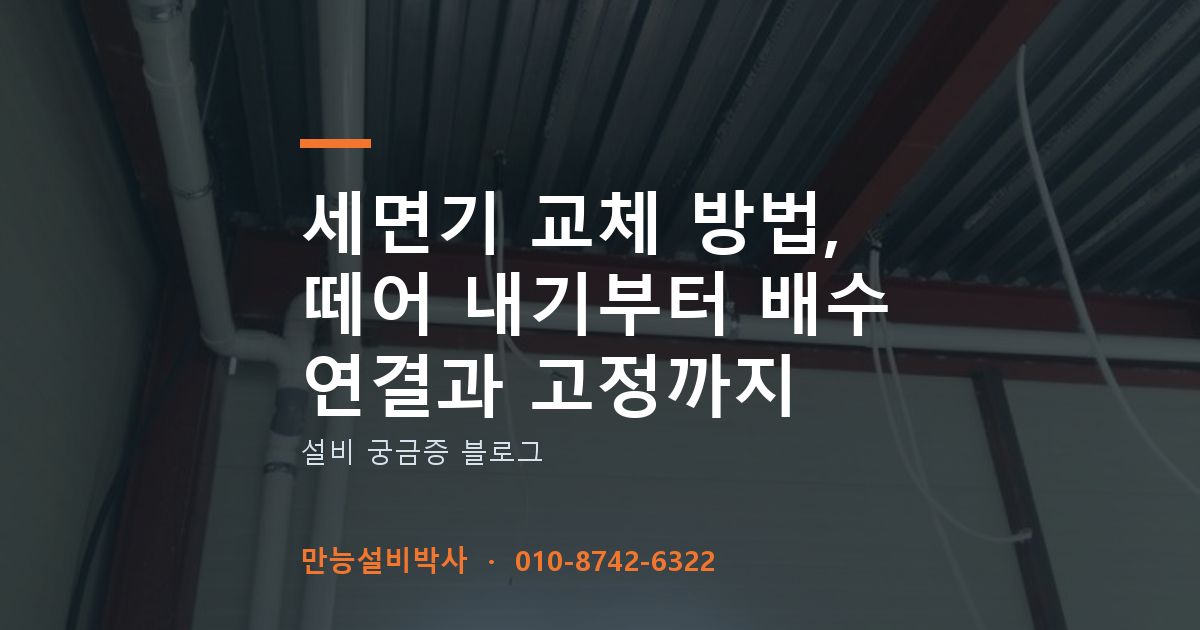 세면기 교체 방법,
떼어 내기부터 배수
연결과 고정까지
설비 궁금증 블로그
만능설비박사 · 010-8742-6322